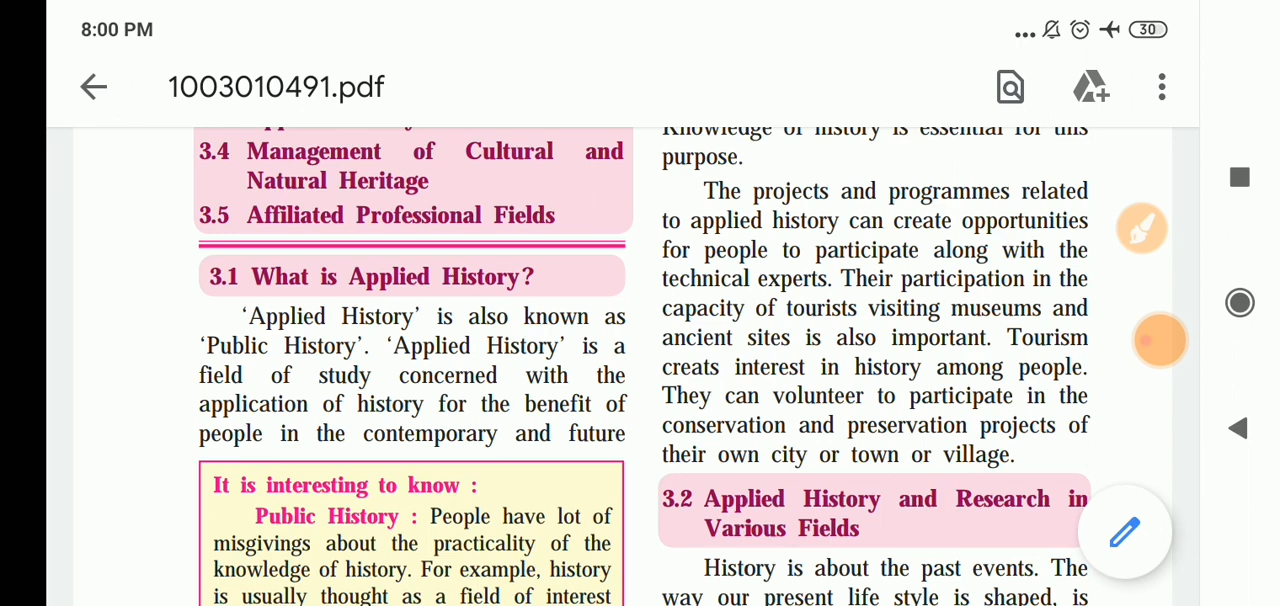 8:00 PM
30
1003010491.pdf
3.4 Management of Cultural and
Natural Heritage
3.5 Affiliated Professional Fields
3.1 What is Applied History?
‘Applied History’ is also known as
‘Public History’. ‘Applied History’ is a
field of study concerned with the
application of history for the benefit of
people in the contemporary and future
It is interesting to know :
Public History : People have lot of
misgivings about the practicality of the
knowledge of history. For example, history
is usually thought as a field of interest
Knowledge of history is essential for this
purpose.
The projects and programmes related
to applied history can create opportunities
for people to participate along with the
technical experts. Their participation in the
capacity of tourists visiting museums and
ancient sites is also important. Tourism
creats interest in history among people.
They can volunteer to participate in the
conservation and preservation projects of
their own city or town or village.
3.2 Applied History and Research in
Various Fields
History is about the past events. The
way our present life style is shaped, is